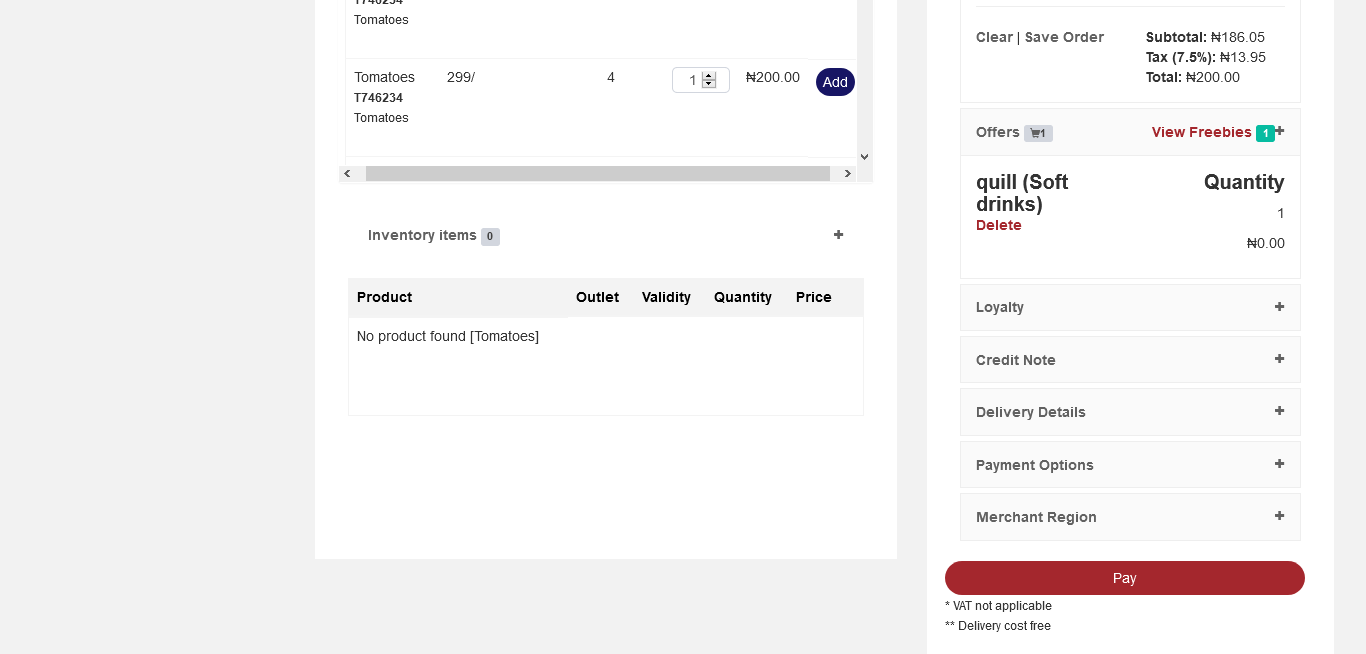 T746234
Tomatoes
Tomatoes 299/ 4 1 ₦200.00 Add
T746234
Tomatoes
Inventory items 0
Product Outlet Validity Quantity Price
No product found [Tomatoes]
Clear | Save Order
Subtotal: ₦186.05
Tax (7.5%): ₦13.95
Total: ₦200.00
Offers 1 View Freebies 1
quill (Soft drinks) Quantity
Delete
1
₦0.00
Loyalty
Credit Note
Delivery Details
Payment Options
Merchant Region
Pay
* VAT not applicable
** Delivery cost free